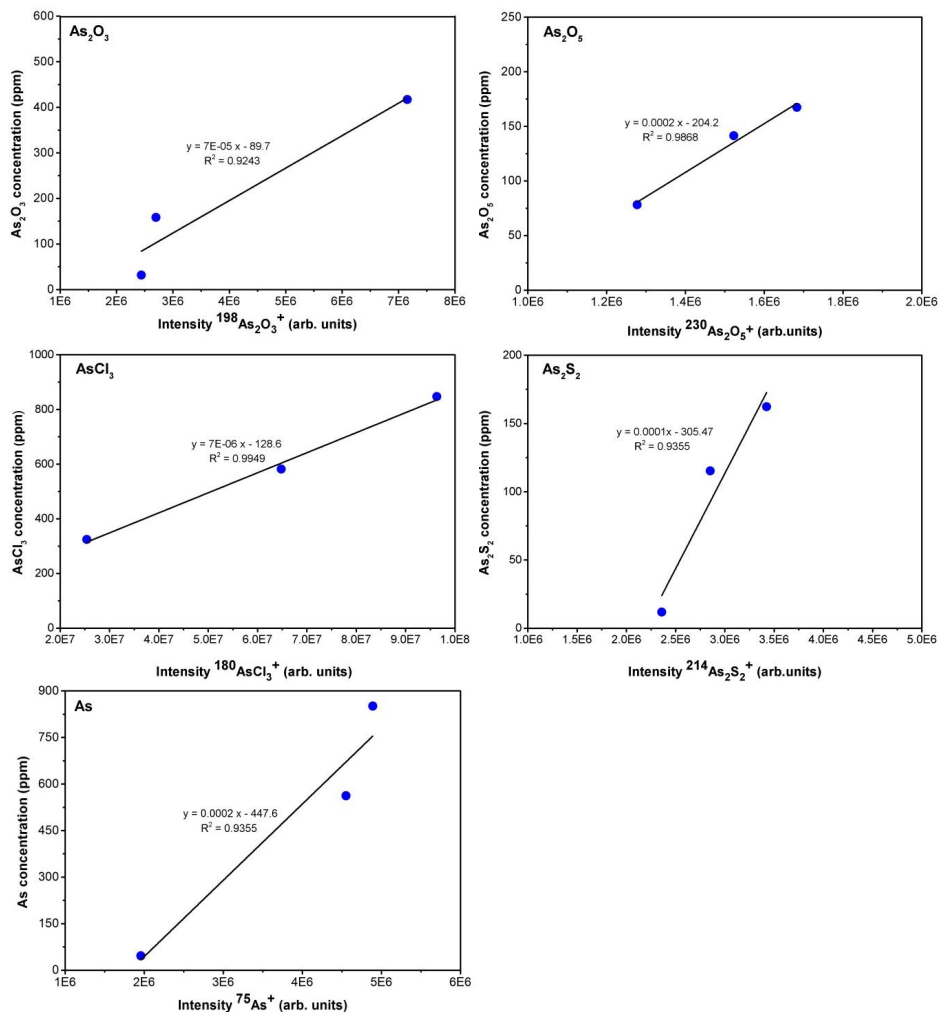 As₂O₃
As₂O₃ concentration (ppm)
600
500
400
300
200
100
0
y = 7E-05 x - 89.7
R² = 0.9243
1E6 2E6 3E6 4E6 5E6 6E6 7E6 8E6
Intensity ¹⁹⁸As₂O₃⁺ (arb. units)
As₂O₅
As₂O₅ concentration (ppm)
250
200
150
100
50
0
y = 0.0002 x - 204.2
R² = 0.9868
1.0E6 1.2E6 1.4E6 1.6E6 1.8E6 2.0E6
Intensity ²³⁰As₂O₅⁺ (arb.units)
AsCl₃
AsCl₃ concentration (ppm)
1000
800
600
400
200
0
y = 7E-06 x - 128.6
R² = 0.9949
2.0E7 3.0E7 4.0E7 5.0E7 6.0E7 7.0E7 8.0E7 9.0E7 1.0E8
Intensity ¹⁸⁰AsCl₃⁺ (arb. units)
As₂S₂
As₂S₂ concentration (ppm)
200
150
100
50
0
y = 0.0001x - 305.47
R² = 0.9355
1.0E6 1.5E6 2.0E6 2.5E6 3.0E6 3.5E6 4.0E6 4.5E6 5.0E6
Intensity ²¹⁴As₂S₂⁺ (arb.units)
As
As concentration (ppm)
900
750
600
450
300
150
0
y = 0.0002 x - 447.6
R² = 0.9355
1E6 2E6 3E6 4E6 5E6 6E6
Intensity ⁷⁵As⁺ (arb. units)